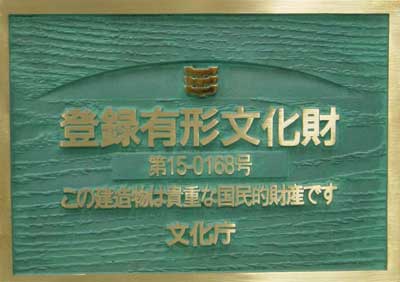 登録有形文化財
第15-0168号
この建造物は貴重な国民的財産です
文化庁